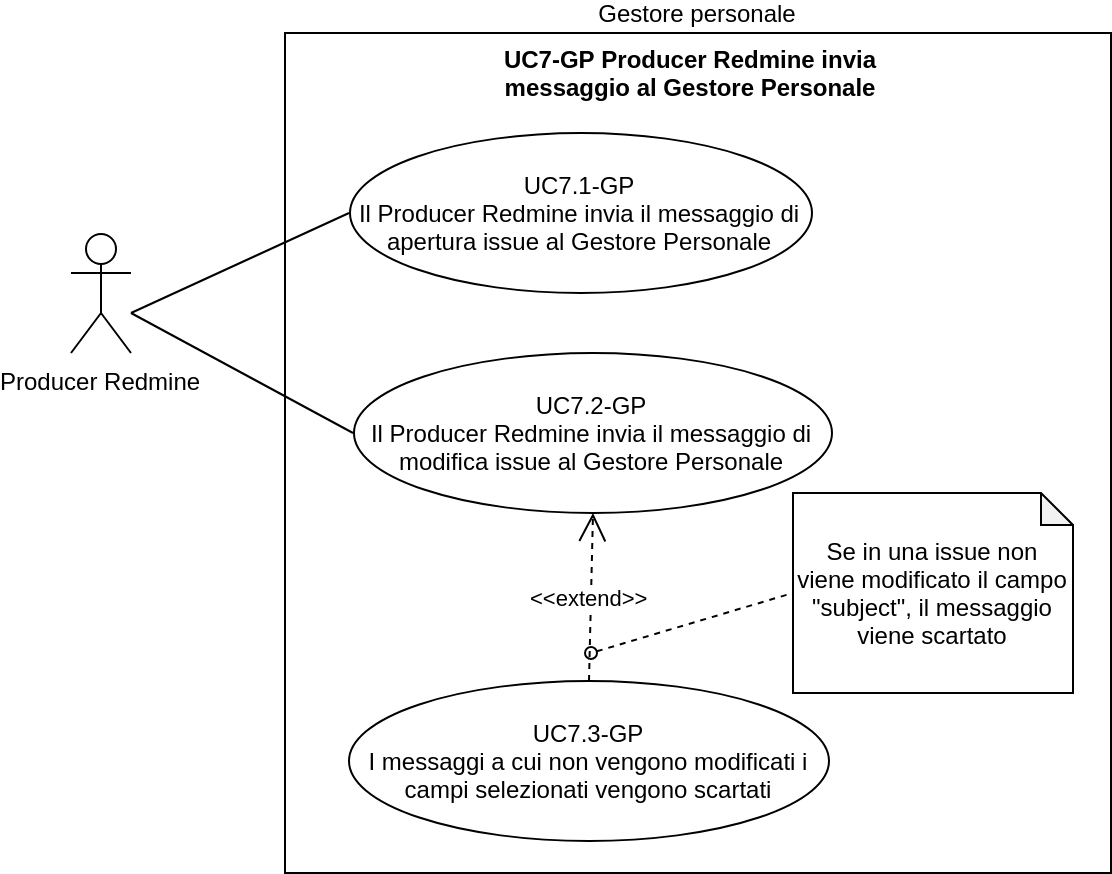 Gestore personale
UC7-GP Producer Redmine invia
messaggio al Gestore Personale
UC7.1-GP
Il Producer Redmine invia il messaggio di
apertura issue al Gestore Personale
Producer Redmine
UC7.2-GP
Il Producer Redmine invia il messaggio di
modifica issue al Gestore Personale
Se in una issue non
viene modificato il campo
"subject", il messaggio
viene scartato
<<extend>>
UC7.3-GP
I messaggi a cui non vengono modificati i
campi selezionati vengono scartati